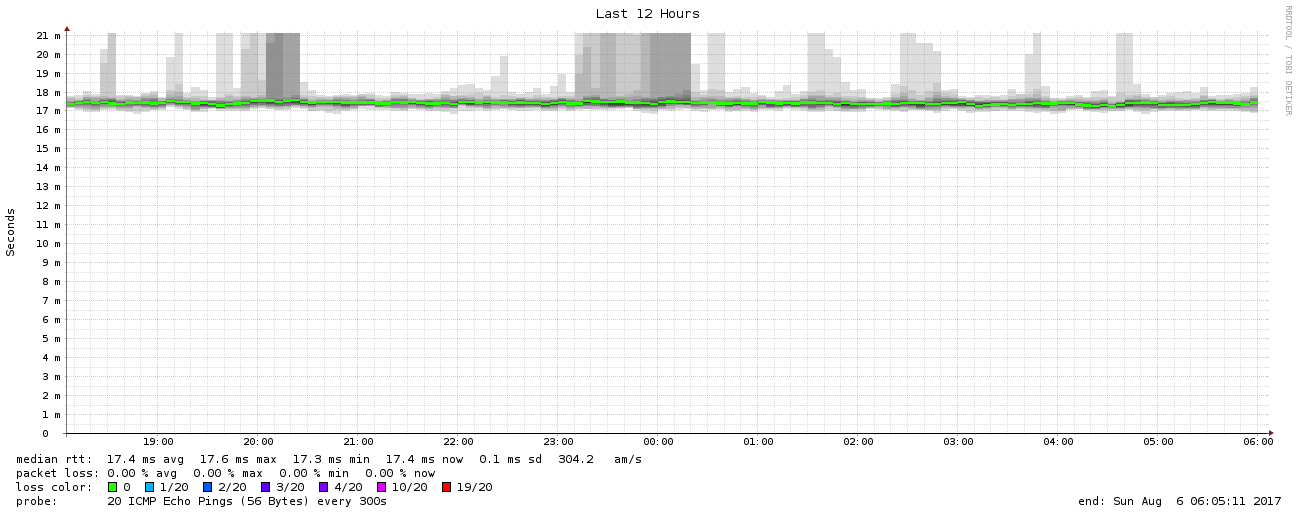 Last 12 Hours
RRDTOOL / TOBI OETIKER
21 m
20 m
19 m
18 m
17 m
16 m
15 m
14 m
13 m
12 m
11 m
10 m
9 m
8 m
7 m
6 m
5 m
4 m
3 m
2 m
1 m
0
Seconds
19:00 20:00 21:00 22:00 23:00 00:00 01:00 02:00 03:00 04:00 05:00 06:00
median rtt: 17.4 ms avg 17.6 ms max 17.3 ms min 17.4 ms now 0.1 ms sd 304.2 am/s
packet loss: 0.00 % avg 0.00 % max 0.00 % min 0.00 % now
loss color: 0 1/20 2/20 3/20 4/20 10/20 19/20
probe: 20 ICMP Echo Pings (56 Bytes) every 300s end: Sun Aug 6 06:05:11 2017